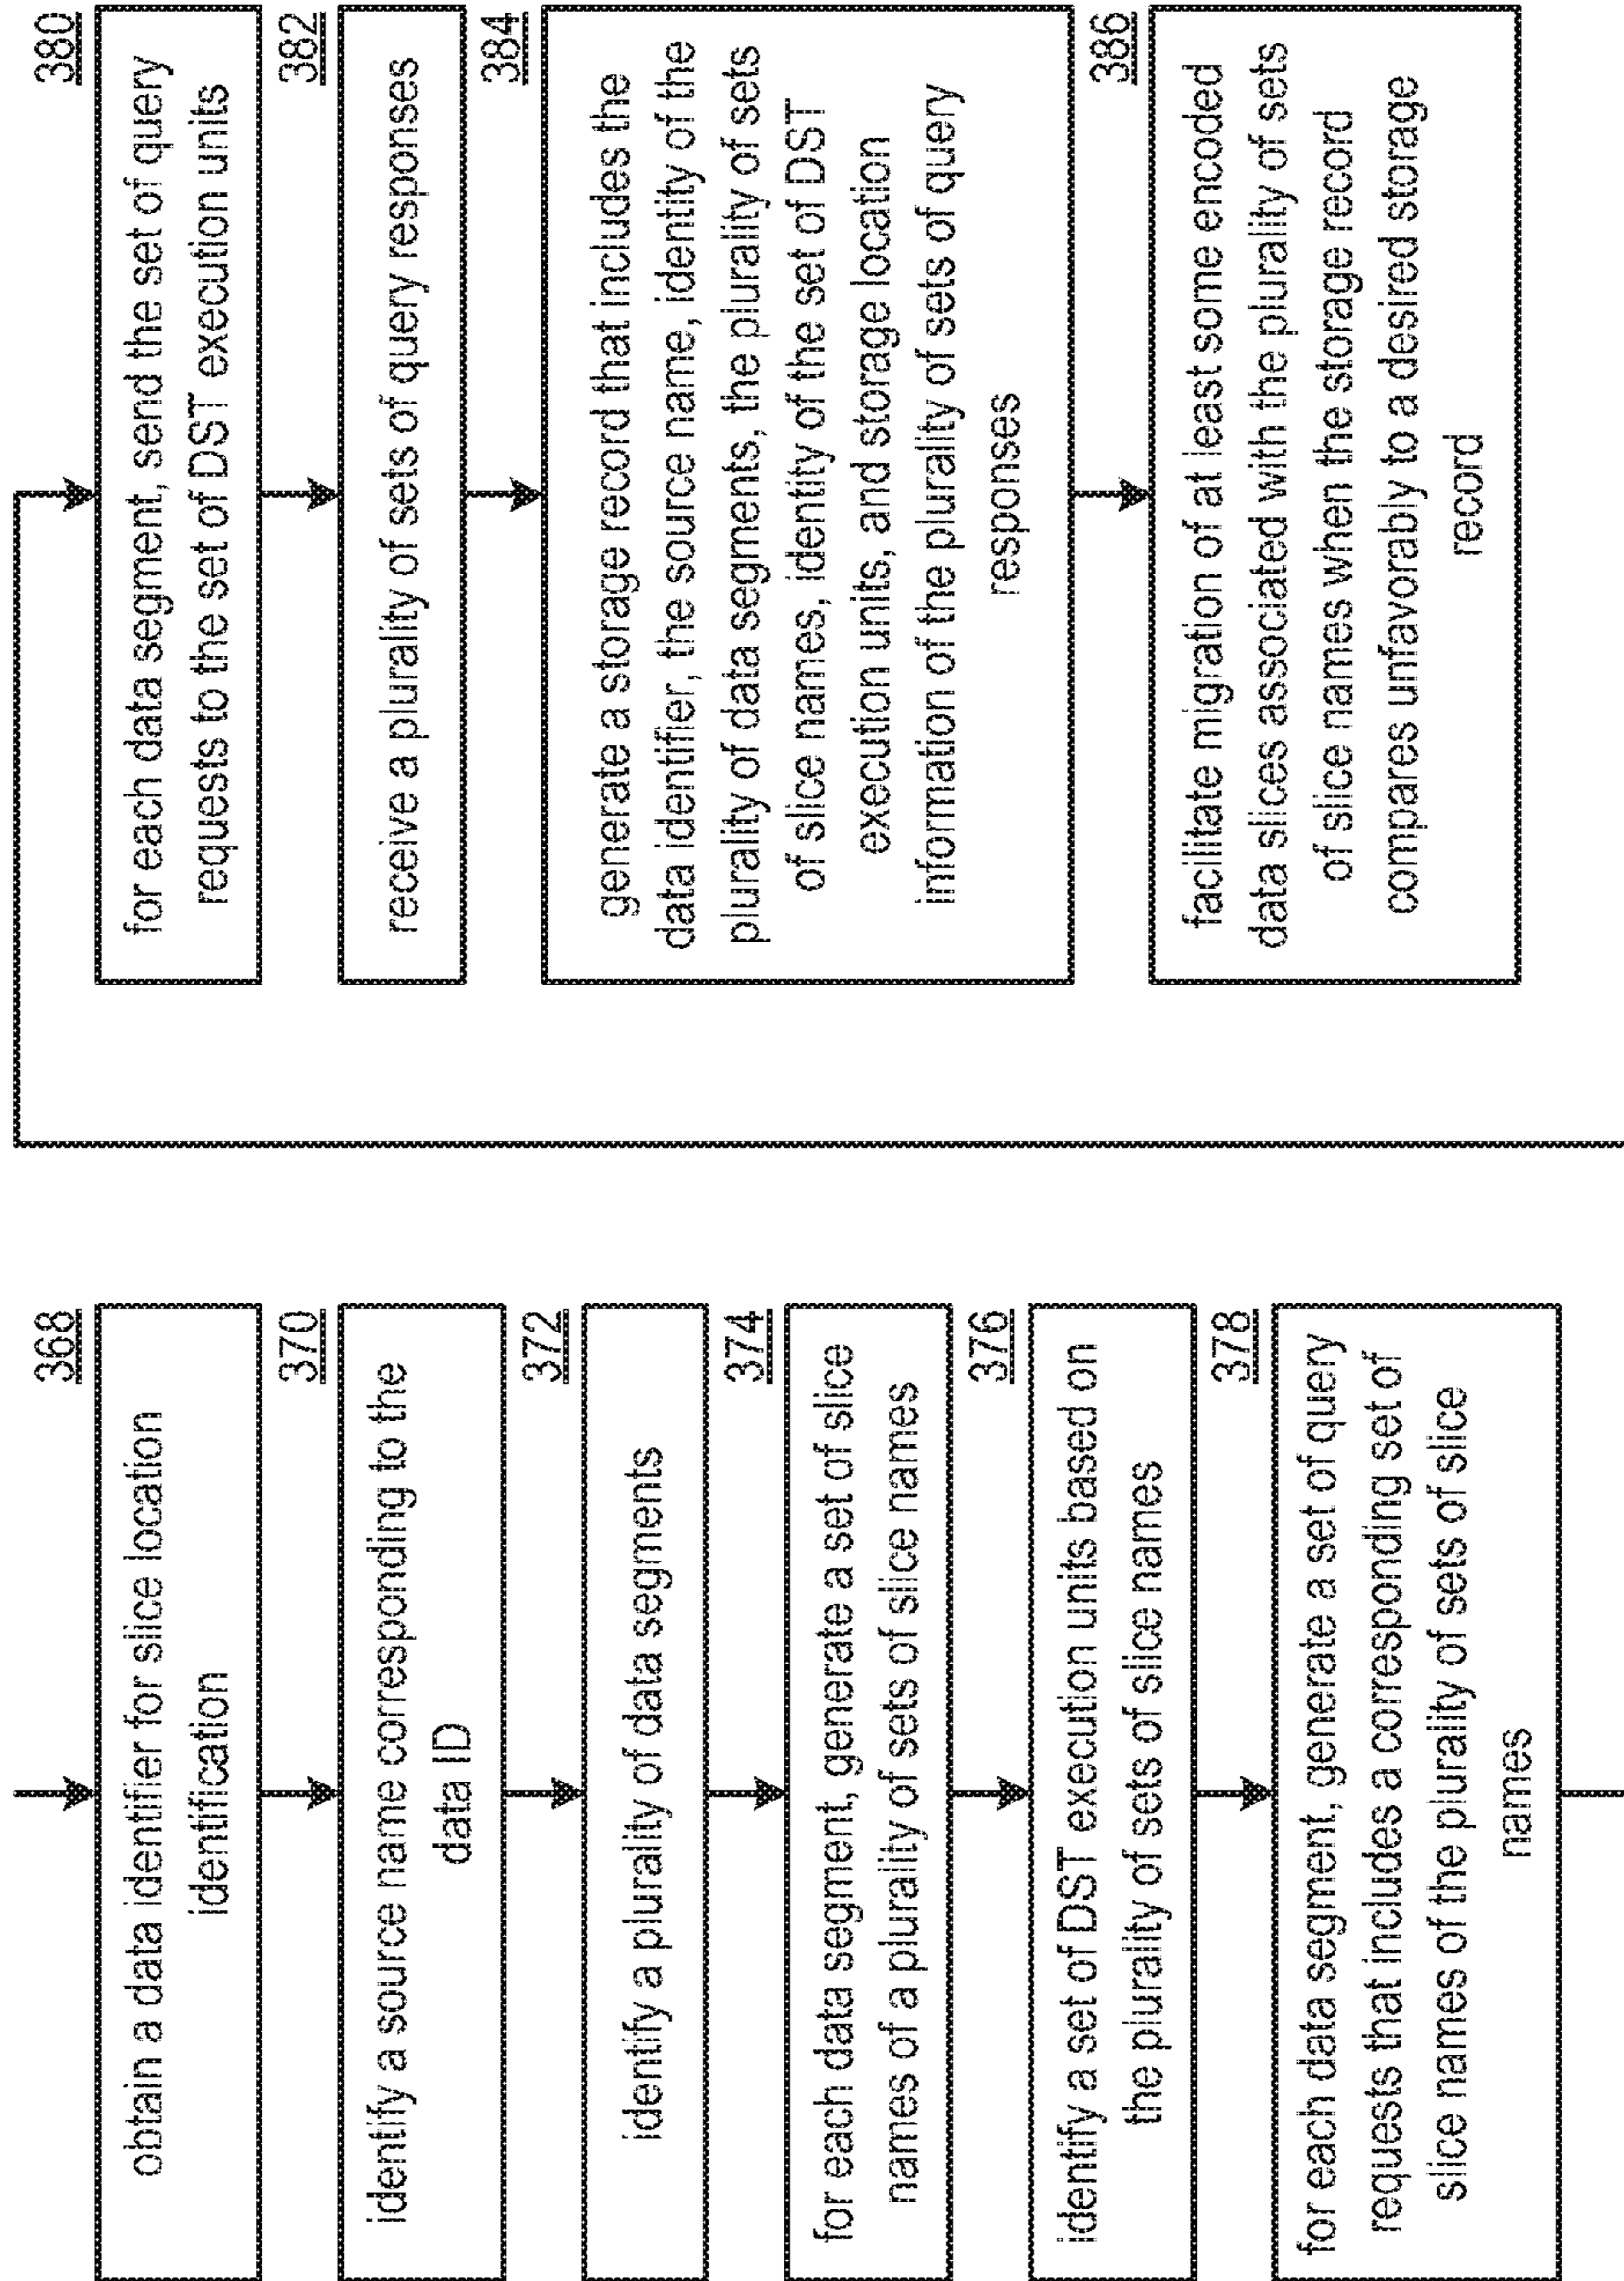 368
obtain a data identifier for slice location
identification
370
identify a source name corresponding to the
data ID
372
identify a plurality of data segments
374
for each data segment, generate a set of slice
names of a plurality of sets of slice names
376
identify a set of DST execution units based on
the plurality of sets of slice names
378
for each data segment, generate a set of query
requests that includes a corresponding set of
slice names of the plurality of sets of slice
names
380
for each data segment, send the set of query
requests to the set of DST execution units
382
receive a plurality of sets of query responses
384
generate a storage record that includes the
data identifier, the source name, identity of the
plurality of data segments, the plurality of sets
of slice names, identity of the set of DST
execution units, and storage location
information of the plurality of sets of query
responses
386
facilitate migration of at least some encoded
data slices associated with the plurality of sets
of slice names when the storage record
compares unfavorably to a desired storage
record